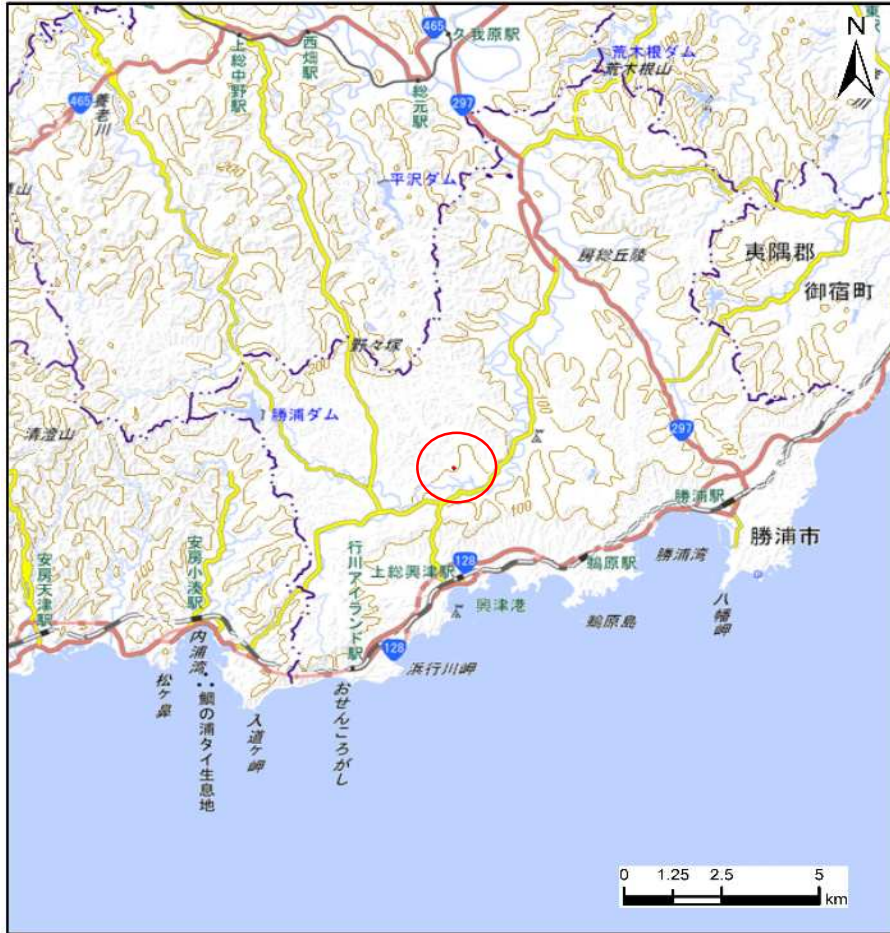 465
久我原駅
荒木根ダム
荒木根山
N
上総中野駅
西畑駅
総元駅
465
養老川
297
200
平沢ダム
房総丘陵
夷隅郡
御宿町
野々塚
勝浦ダム
100
清澄山
297
勝浦駅
100
勝浦市
行川アイランド駅
上総興津駅
128
鵜原駅
勝浦湾
安房天津駅
安房小湊駅
興津港
鵜原島
八幡岬
内浦湾
128
浜行川岬
松ヶ鼻
鯛の浦タイ生息地
入道ヶ岬
おせんころがし
0 1.25 2.5 5
km